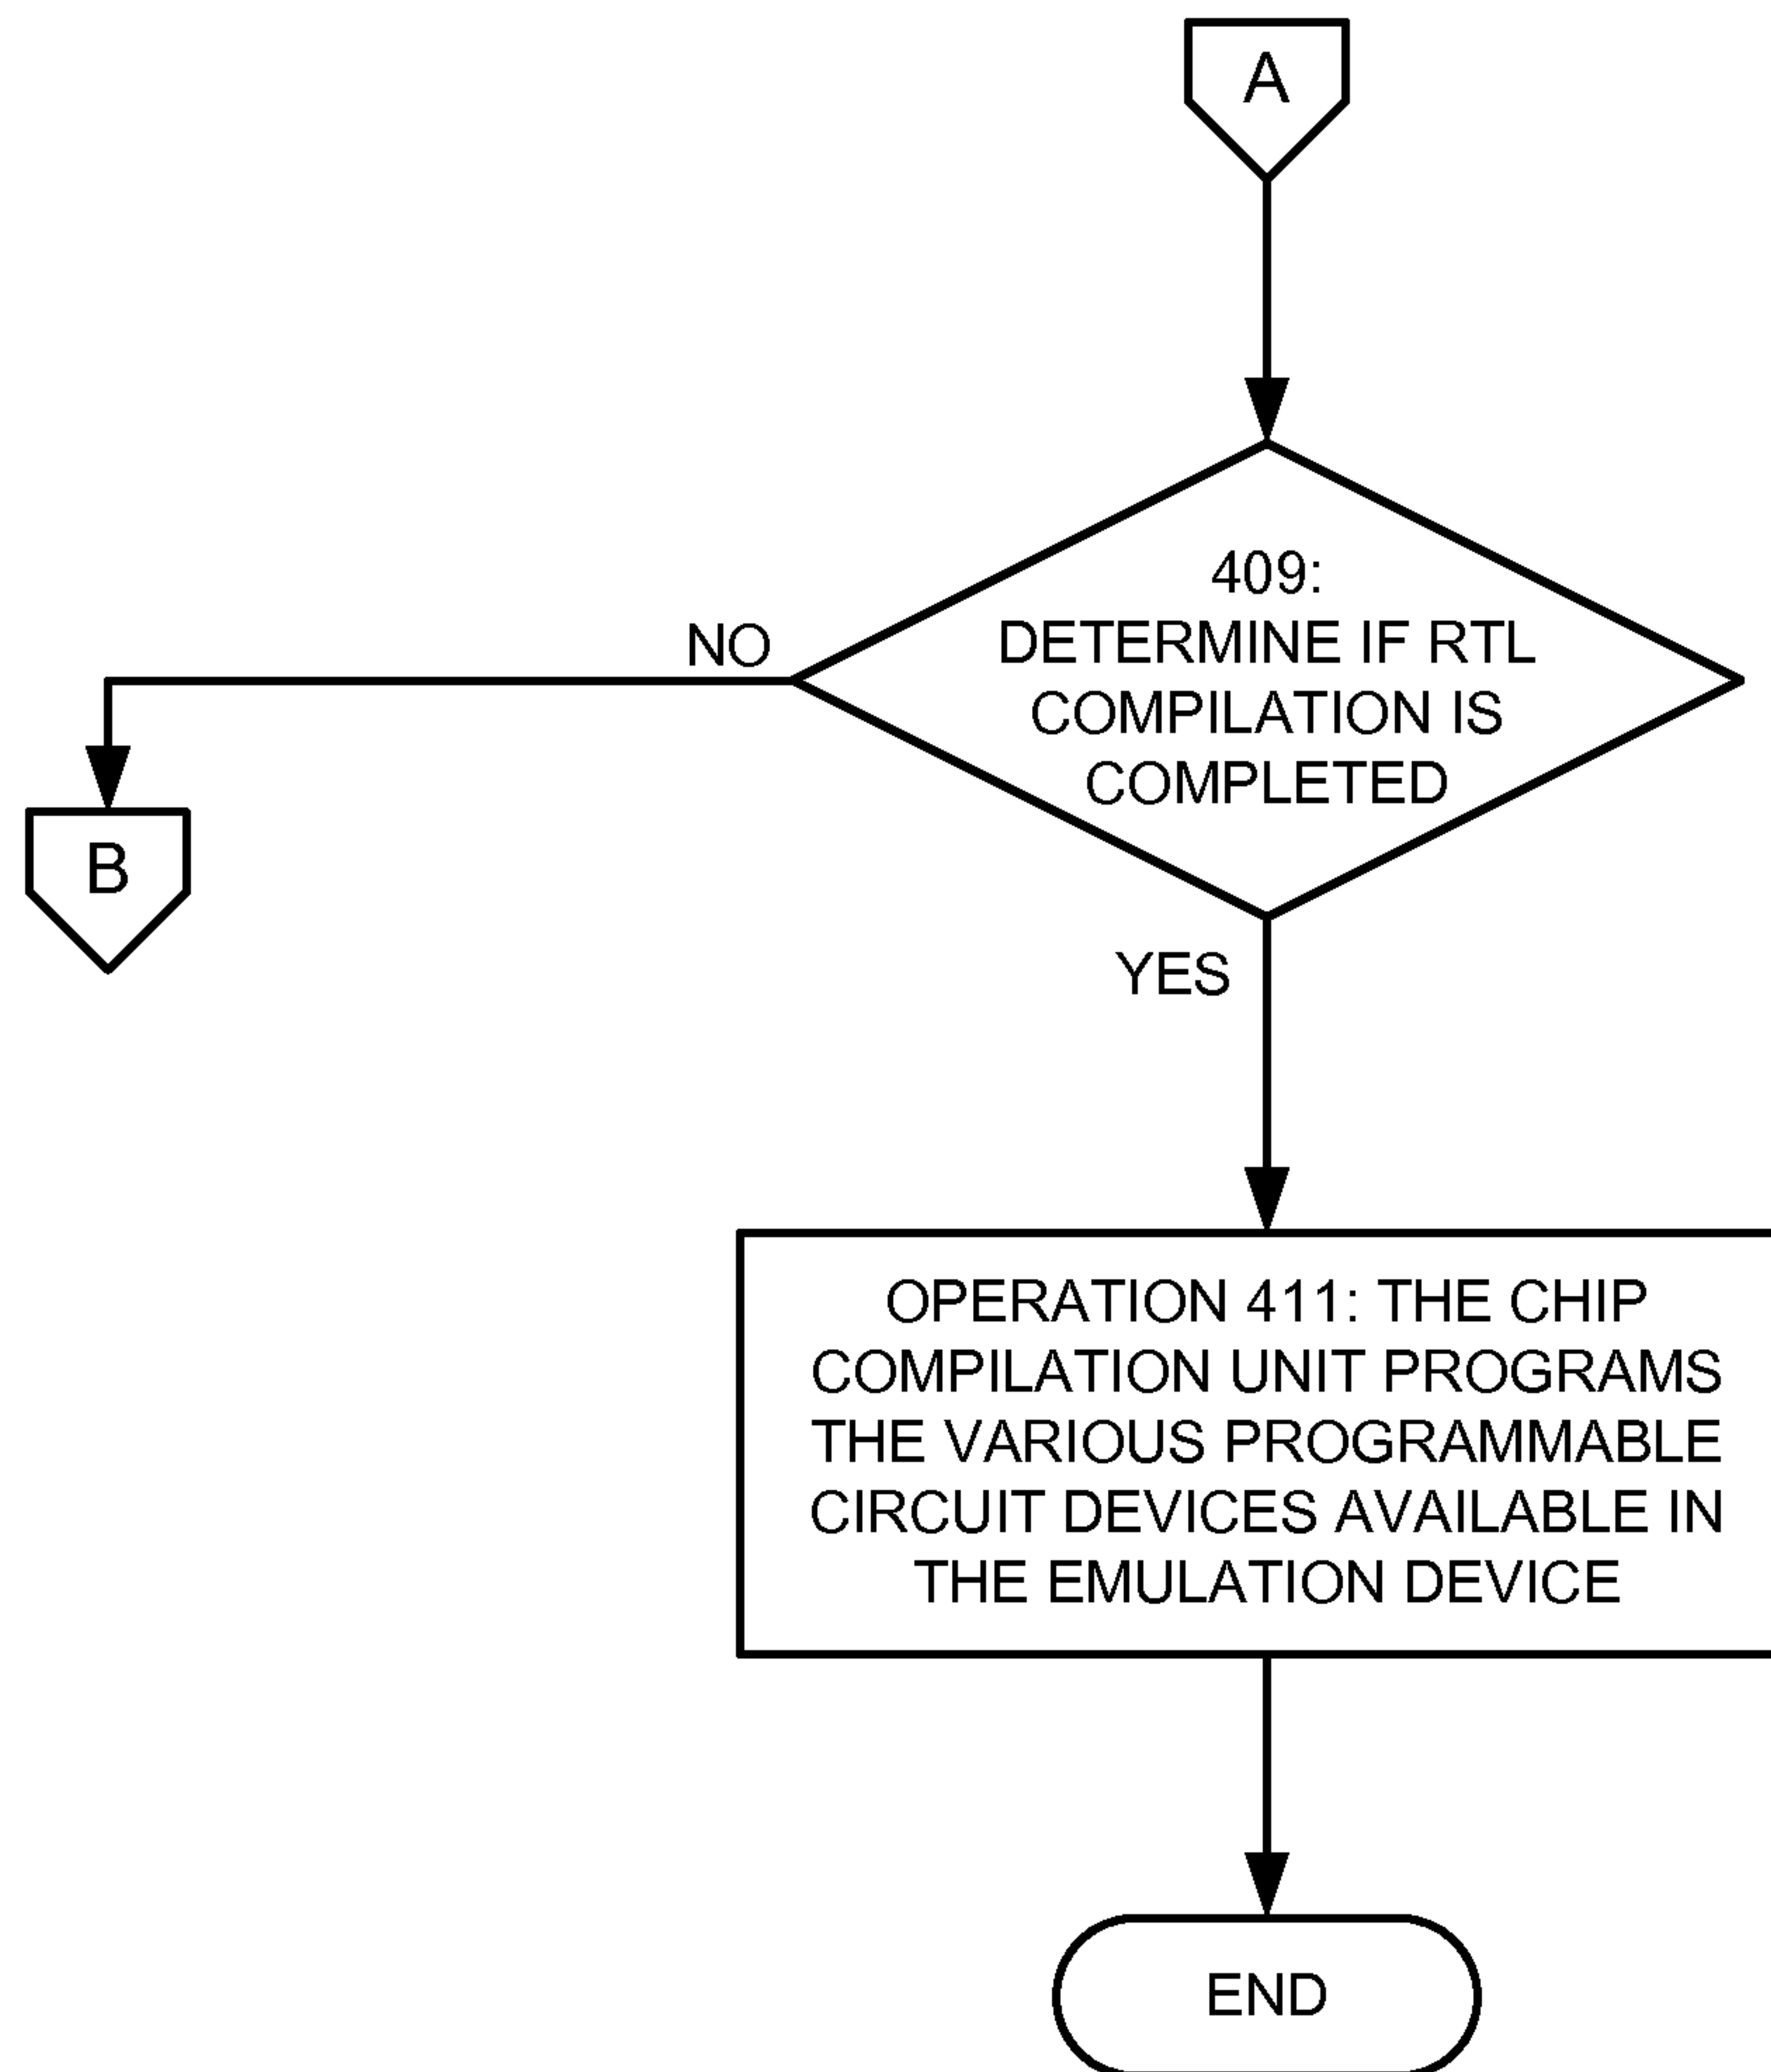 A
409:
DETERMINE IF RTL
COMPILATION IS
COMPLETED
NO
B
YES
OPERATION 411: THE CHIP
COMPILATION UNIT PROGRAMS
THE VARIOUS PROGRAMMABLE
CIRCUIT DEVICES AVAILABLE IN
THE EMULATION DEVICE
END